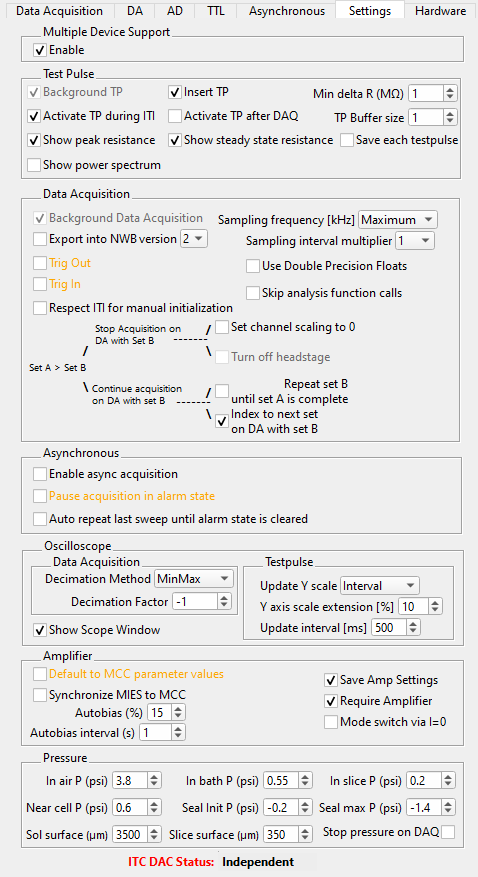 Data Acquisition DA AD TTL Asynchronous Settings Hardware
Multiple Device Support
Enable
Test Pulse
Background TP Insert TP Min delta R (MΩ) 1
Activate TP during ITI Activate TP after DAQ TP Buffer size 1
Show peak resistance Show steady state resistance Save each testpulse
Show power spectrum
Data Acquisition
Background Data Acquisition Sampling frequency [kHz] Maximum
Export into NWB version 2 Sampling interval multiplier 1
Trig Out Use Double Precision Floats
Trig In Skip analysis function calls
Respect ITI for manual initialization
Stop Acquisition on
DA with Set B ------- / Set channel scaling to 0
/ \ Turn off headstage
Set A > Set B
\ Continue acquisition
on DA with set B ------- / Repeat set B
until set A is complete
\ Index to next set
on DA with set B
Asynchronous
Enable async acquisition
Pause acquisition in alarm state
Auto repeat last sweep until alarm state is cleared
Oscilloscope
Data Acquisition Testpulse
Decimation Method MinMax Update Y scale Interval
Decimation Factor -1 Y axis scale extension [%] 10
Show Scope Window Update interval [ms] 500
Amplifier
Default to MCC parameter values Save Amp Settings
Synchronize MIES to MCC Require Amplifier
Autobias (%) 15 Mode switch via I=0
Autobias interval (s) 1
Pressure
In air P (psi) 3.8 In bath P (psi) 0.55 In slice P (psi) 0.2
Near cell P (psi) 0.6 Seal Init P (psi) -0.2 Seal max P (psi) -1.4
Sol surface (µm) 3500 Slice surface (µm) 350 Stop pressure on DAQ
ITC DAC Status: Independent